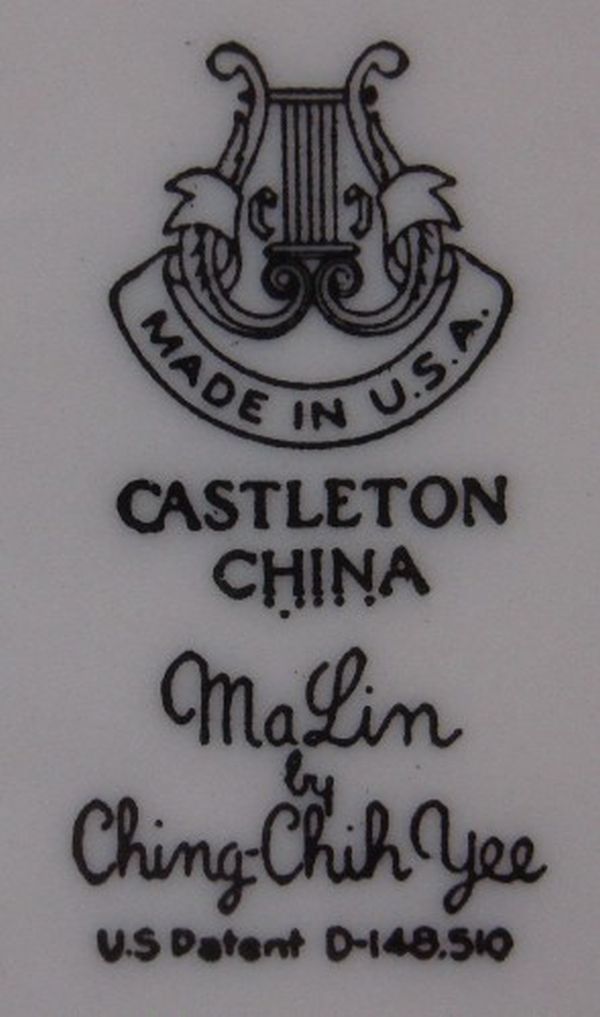 MADE IN U.S.A.
CASTLETON
CHINA
MaLin
by
Ching-Chih Yee
U.S Patent D-148.510